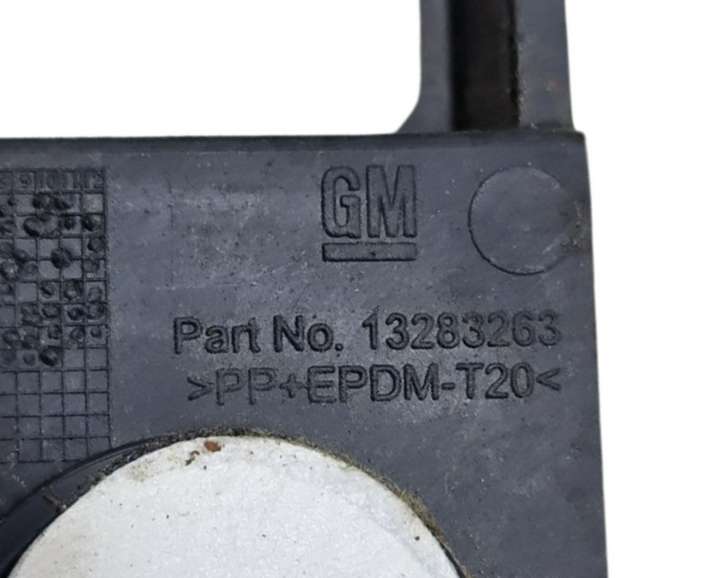 GM
Part No. 13283263
>PP+EPDM-T20<